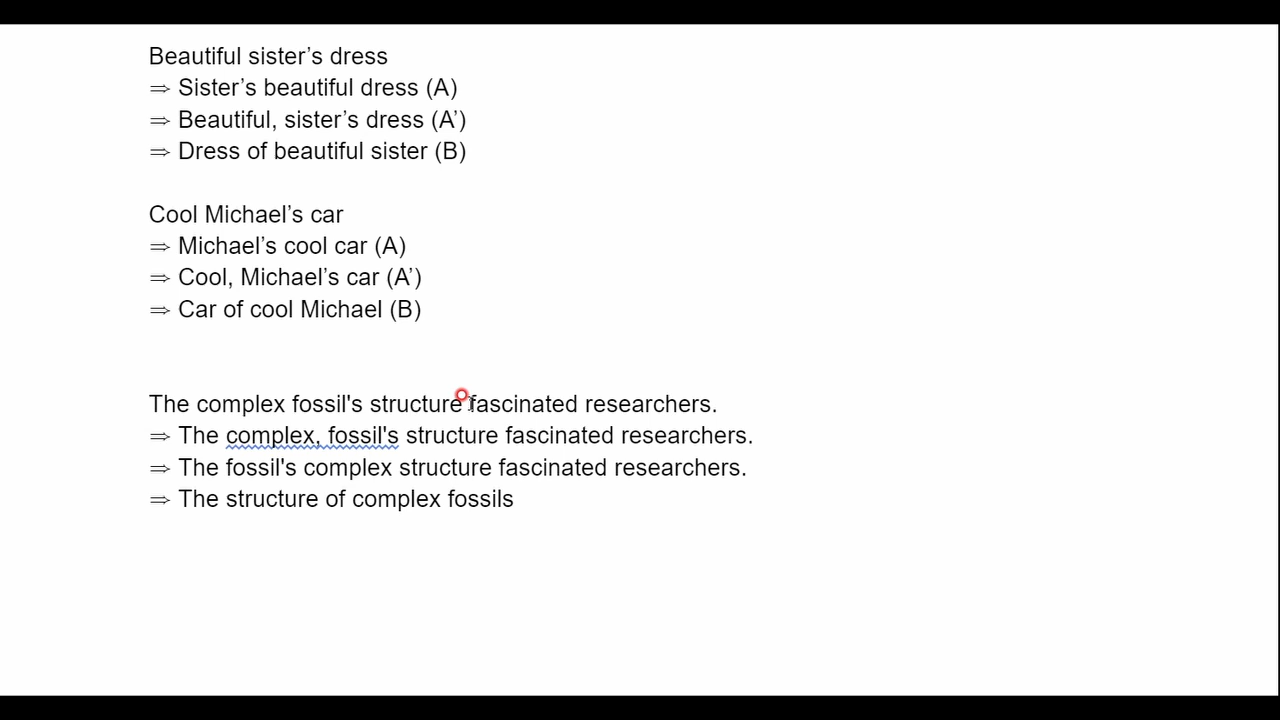 Beautiful sister’s dress
⇒ Sister’s beautiful dress (A)
⇒ Beautiful, sister’s dress (A’)
⇒ Dress of beautiful sister (B)
Cool Michael’s car
⇒ Michael’s cool car (A)
⇒ Cool, Michael’s car (A’)
⇒ Car of cool Michael (B)
The complex fossil's structure fascinated researchers.
⇒ The complex, fossil's structure fascinated researchers.
⇒ The fossil's complex structure fascinated researchers.
⇒ The structure of complex fossils